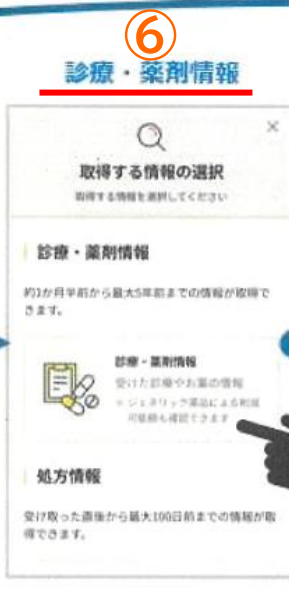 ⑥
診療・薬剤情報
×
取得する情報の選択
取得する情報を選択してください
診療・薬剤情報
約1か月半前から最大5年前までの情報が取得で
きます。
診療・薬剤情報
受けた診療やお薬の情報
※ジェネリック薬品による削減
可能額も確認できます
処方情報
受け取った直後から最大100日前までの情報が取
得できます。